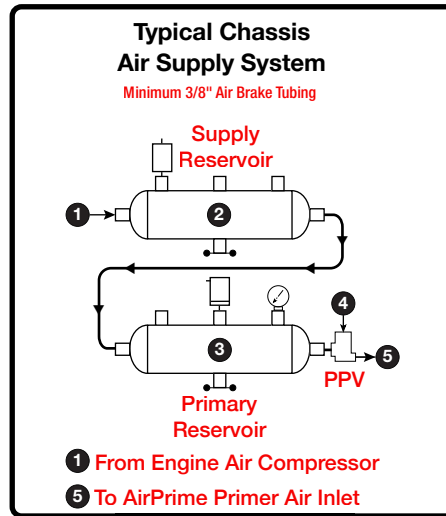 Typical Chassis
Air Supply System
Minimum 3/8" Air Brake Tubing
Supply
Reservoir
1
2
4
3
5
PPV
Primary
Reservoir
1 From Engine Air Compressor
5 To AirPrime Primer Air Inlet